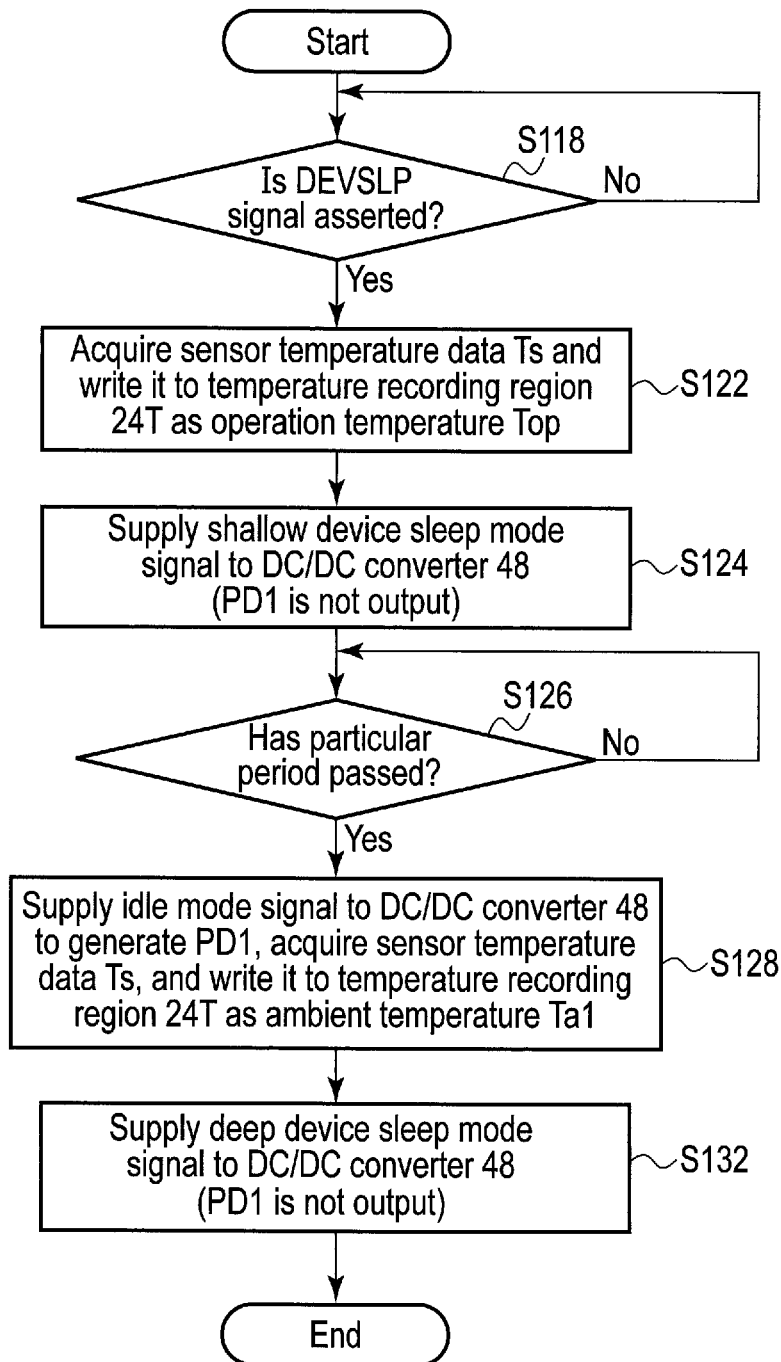 Start
S118
Is DEVSLP
signal asserted?
No
Yes
Acquire sensor temperature data Ts and
write it to temperature recording region
24T as operation temperature Top
S122
Supply shallow device sleep mode
signal to DC/DC converter 48
(PD1 is not output)
S124
S126
Has particular
period passed?
No
Yes
Supply idle mode signal to DC/DC converter 48
to generate PD1, acquire sensor temperature
data Ts, and write it to temperature recording
region 24T as ambient temperature Ta1
S128
Supply deep device sleep mode
signal to DC/DC converter 48
(PD1 is not output)
S132
End